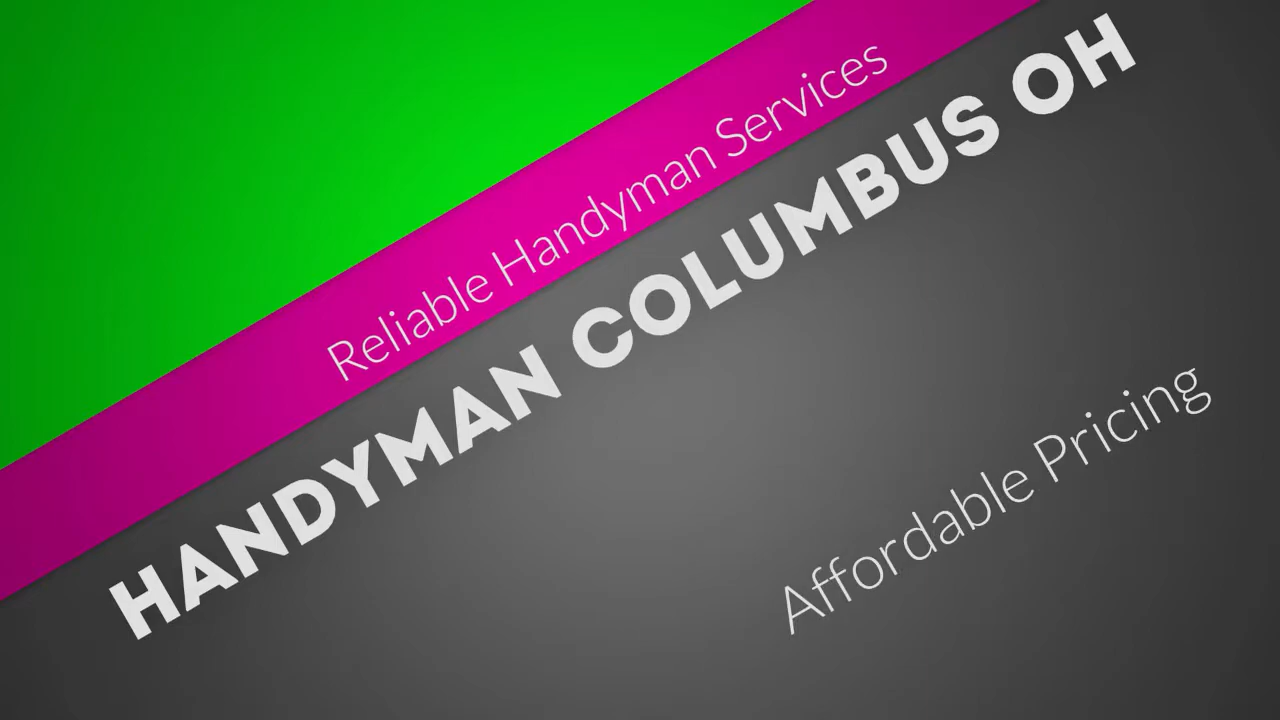 Reliable Handyman Services
HANDYMAN COLUMBUS OH
Affordable Pricing